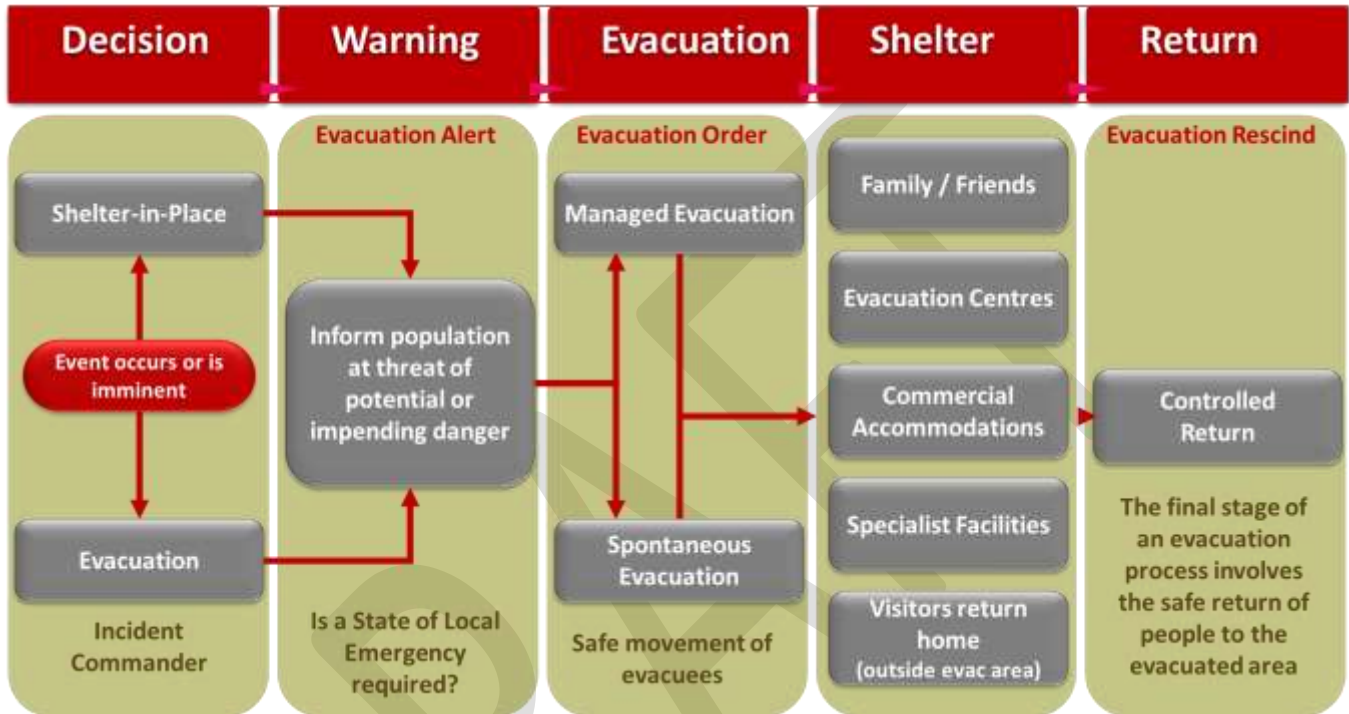 Decision
Warning
Evacuation
Shelter
Return
Shelter-in-Place
Event occurs or is
imminent
Evacuation
Incident
Commander
Evacuation Alert
Inform population
at threat of
potential or
impending danger
Is a State of Local
Emergency
required?
Evacuation Order
Managed Evacuation
Spontaneous
Evacuation
Safe movement of
evacuees
Family / Friends
Evacuation Centres
Commercial
Accommodations
Specialist Facilities
Visitors return
home
(outside evac area)
Evacuation Rescind
Controlled
Return
The final stage of
an evacuation
process involves
the safe return of
people to the
evacuated area
DRAFT